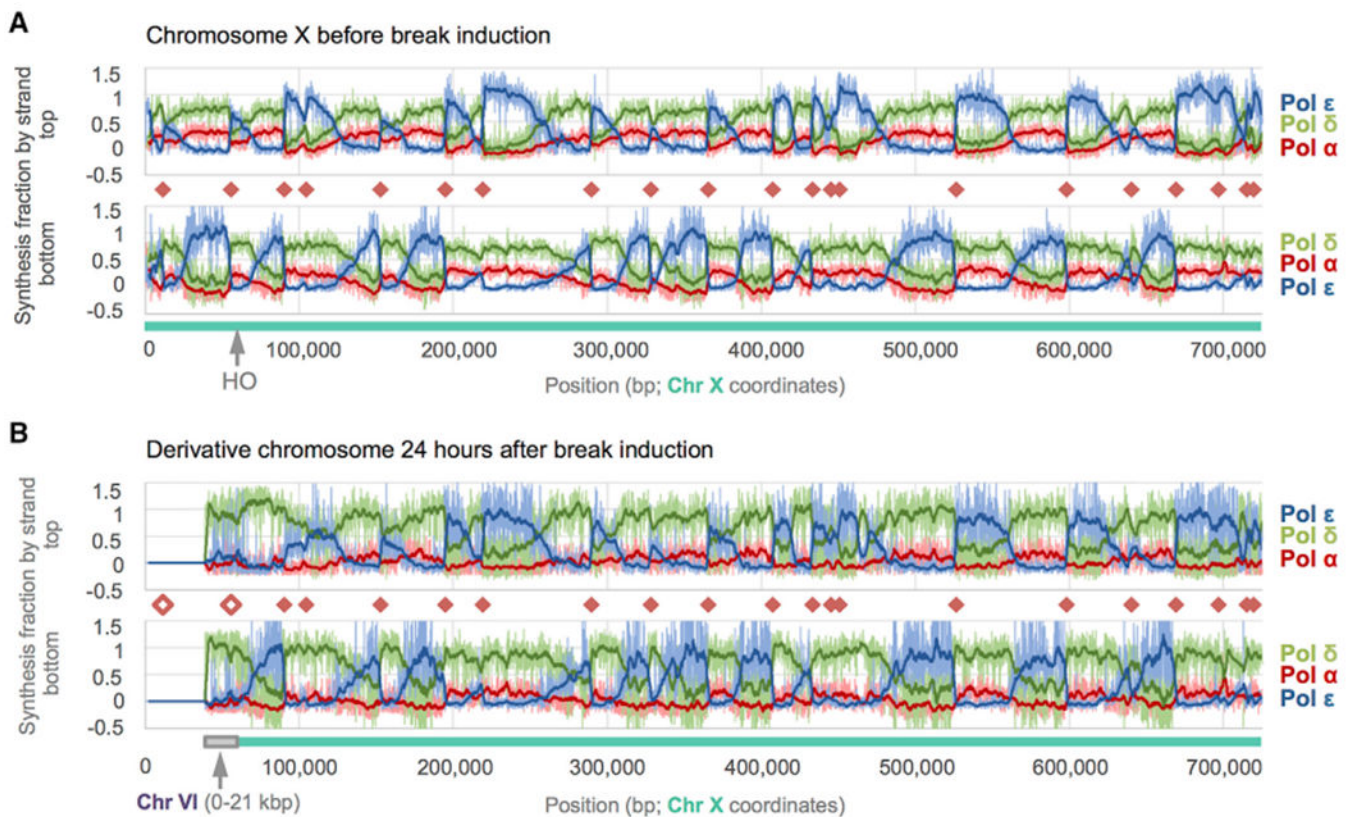 A
Chromosome X before break induction
Synthesis fraction by strand
top
bottom
1.5
1
0.5
0
-0.5
Pol ε
Pol δ
Pol α
1.5
1
0.5
0
-0.5
Pol δ
Pol α
Pol ε
0 100,000 200,000 300,000 400,000 500,000 600,000 700,000
HO
Position (bp; Chr X coordinates)
B
Derivative chromosome 24 hours after break induction
Synthesis fraction by strand
top
bottom
1.5
1
0.5
0
-0.5
Pol ε
Pol δ
Pol α
1.5
1
0.5
0
-0.5
Pol δ
Pol α
Pol ε
0 100,000 200,000 300,000 400,000 500,000 600,000 700,000
Chr VI (0-21 kbp)
Position (bp; Chr X coordinates)